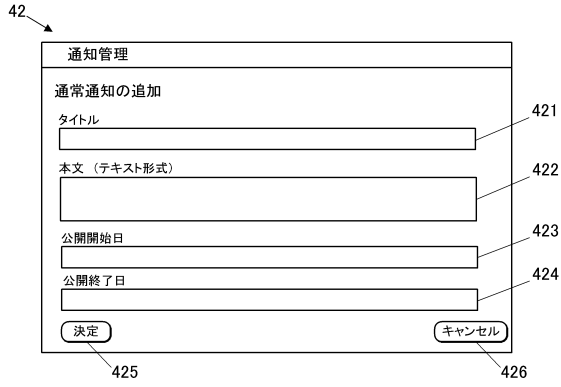 42
通知管理
通常通知の追加
タイトル
421
本文 (テキスト形式)
422
公開開始日
423
公開終了日
424
決定
キャンセル
425
426